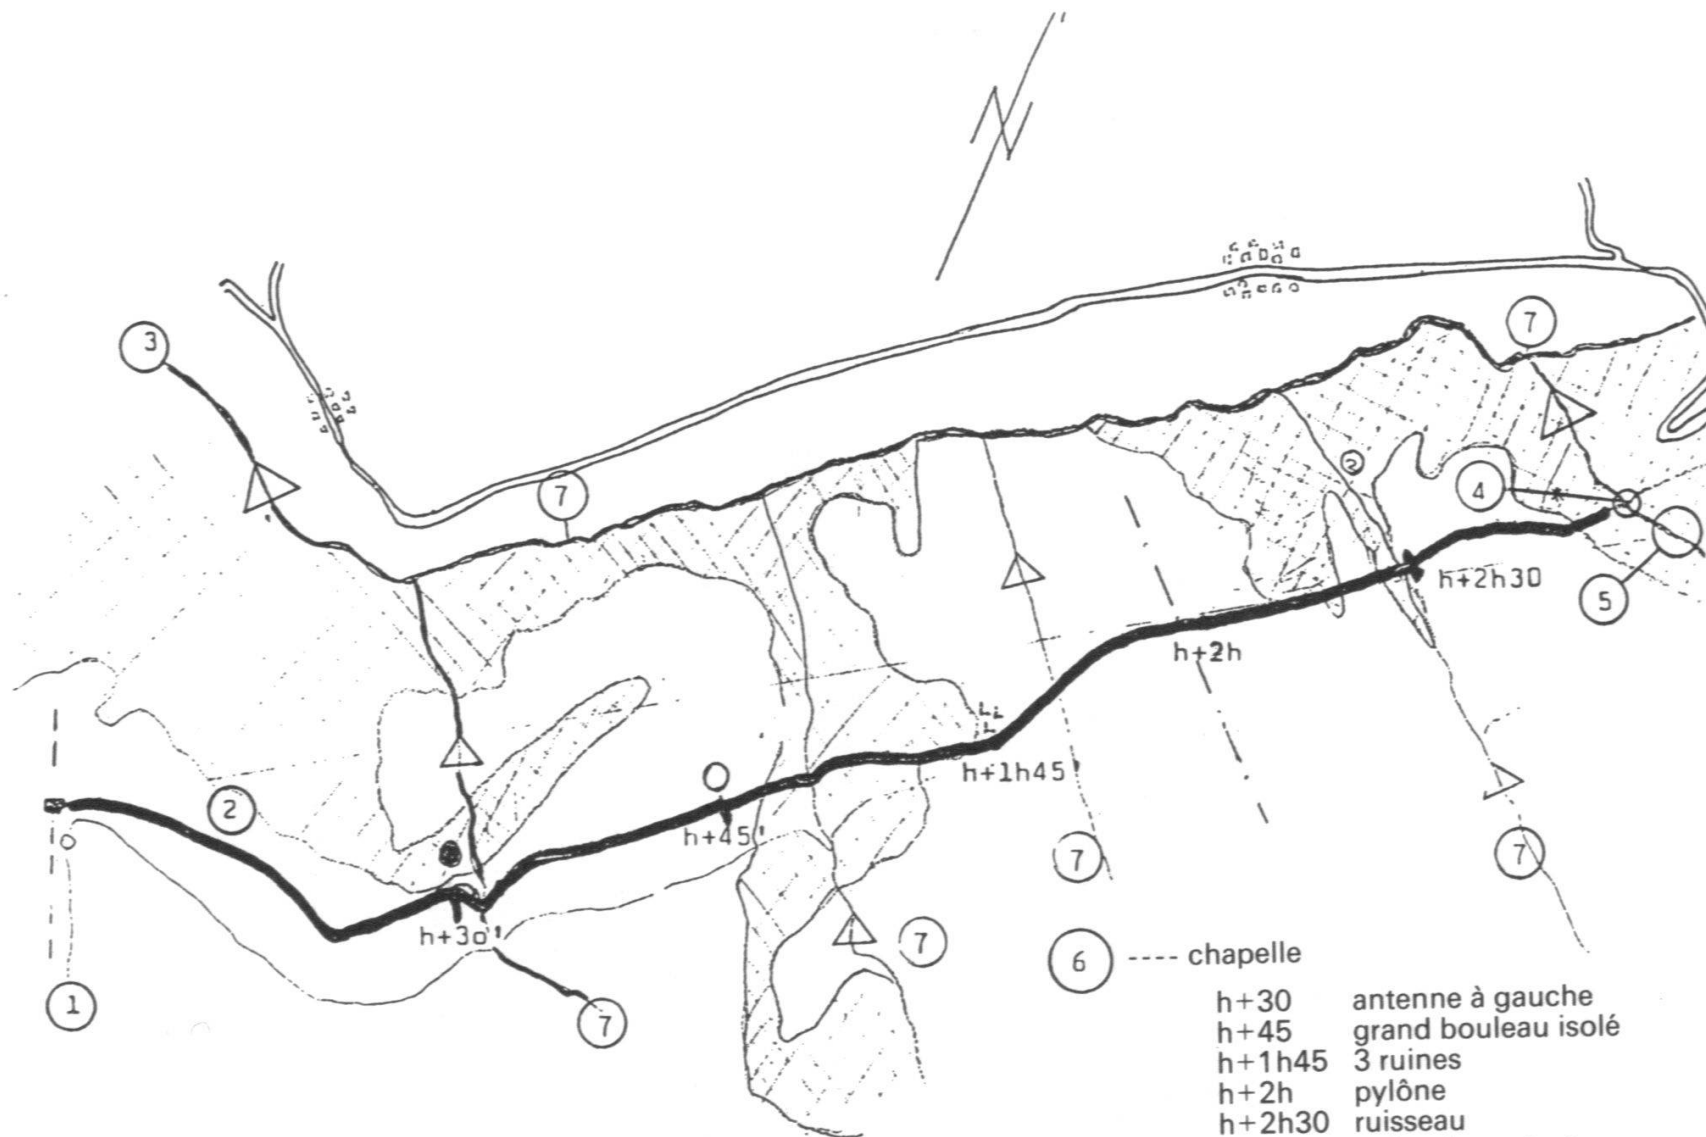 N
3
7
7
4
2
h+2h30
5
h+2h
2
h+1h45'
h+45'
7
7
h+30'
7
1
7
6 ---- chapelle
h+30 antenne à gauche
h+45 grand bouleau isolé
h+1h45 3 ruines
h+2h pylône
h+2h30 ruisseau